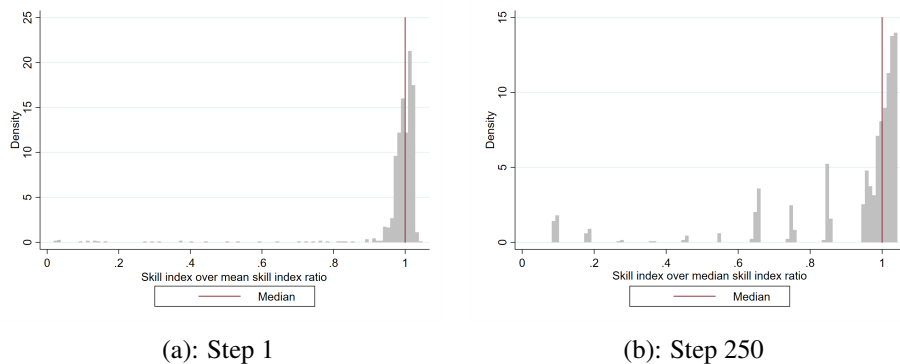 25
20
15
10
5
0
Density
0 .2 .4 .6 .8 1
Skill index over mean skill index ratio
Median
(a): Step 1
15
10
5
0
Density
0 .2 .4 .6 .8 1
Skill index over median skill index ratio
Median
(b): Step 250